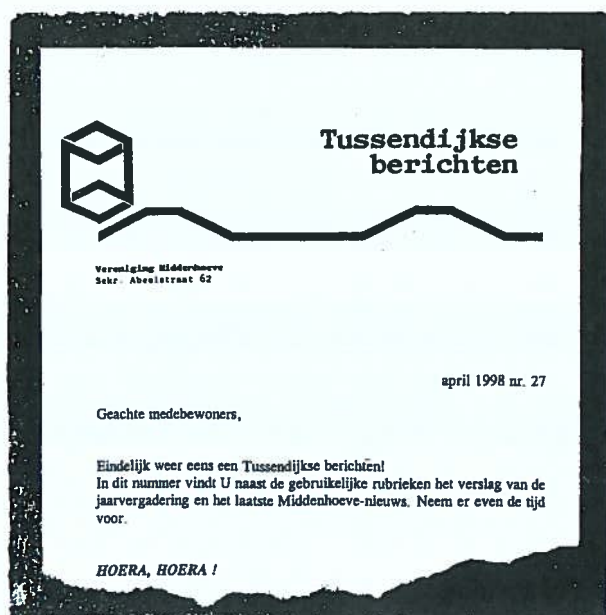 Tussendijkse
berichten
Vereniging Middenhoeve
Sekr. Abeelstraat 62
april 1998 nr. 27
Geachte medebewoners,
Eindelijk weer eens een Tussendijkse berichten!
In dit nummer vindt U naast de gebruikelijke rubrieken het verslag van de
jaarvergadering en het laatste Middenhoeve-nieuws. Neem er even de tijd
voor.
HOERA, HOERA !